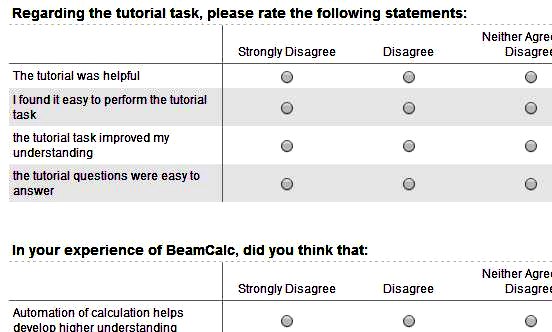 Regarding the tutorial task, please rate the following statements:
Neither Agre
Strongly Disagree Disagree Disagree
The tutorial was helpful
I found it easy to perform the tutorial
task
the tutorial task improved my
understanding
the tutorial questions were easy to
answer
In your experience of BeamCalc, did you think that:
Neither Agre
Strongly Disagree Disagree Disagree
Automation of calculation helps
develop higher understanding